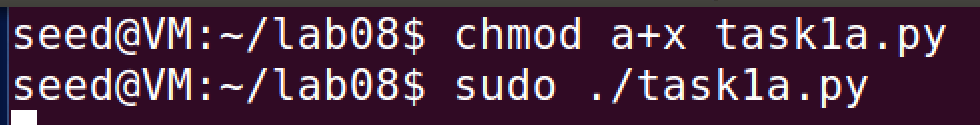 seed@VM:~/lab08$ chmod a+x task1a.py
seed@VM:~/lab08$ sudo ./task1a.py